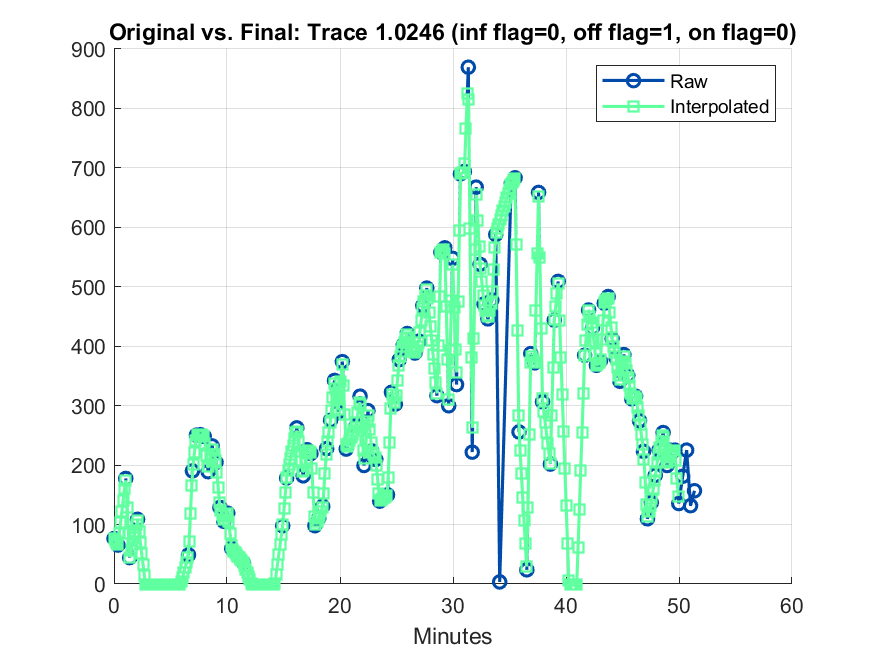 Original vs. Final: Trace 1.0246 (inf flag=0, off flag=1, on flag=0)
Raw
Interpolated
900
800
700
600
500
400
300
200
100
0
0 10 20 30 40 50 60
Minutes